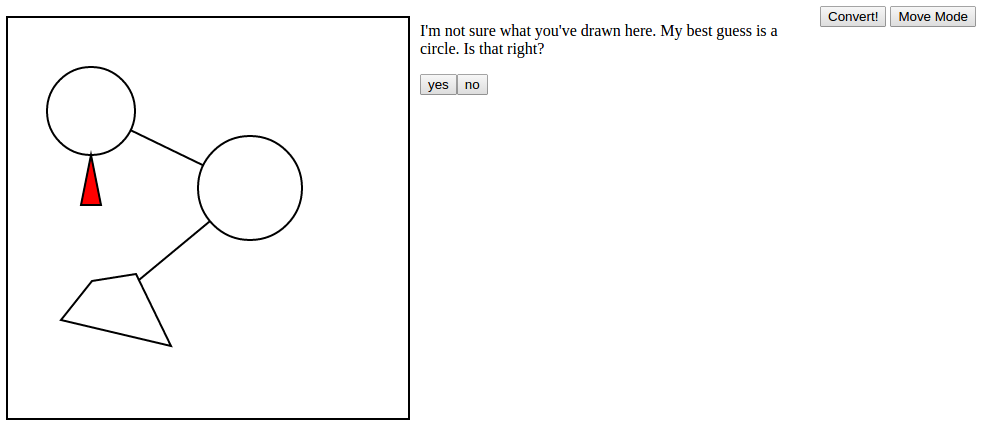 Convert!
Move Mode
I'm not sure what you've drawn here. My best guess is a
circle. Is that right?
yes
no